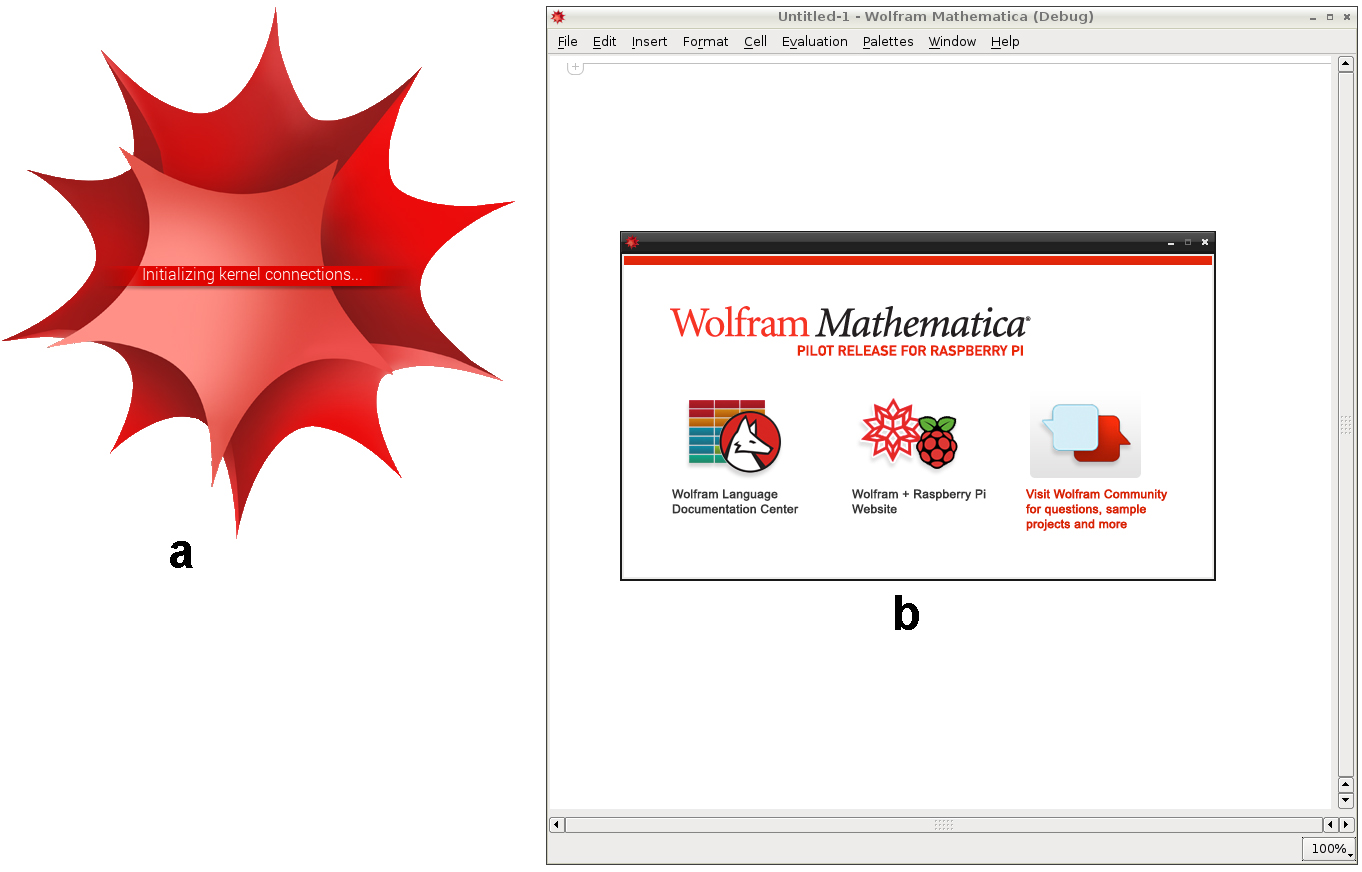 Initializing kernel connections...
a
Untitled-1 - Wolfram Mathematica (Debug)
File Edit Insert Format Cell Evaluation Palettes Window Help
Wolfram Mathematica®
PILOT RELEASE FOR RASPBERRY PI
Wolfram Language
Documentation Center
Wolfram + Raspberry Pi
Website
Visit Wolfram Community
for questions, sample
projects and more
b
100%